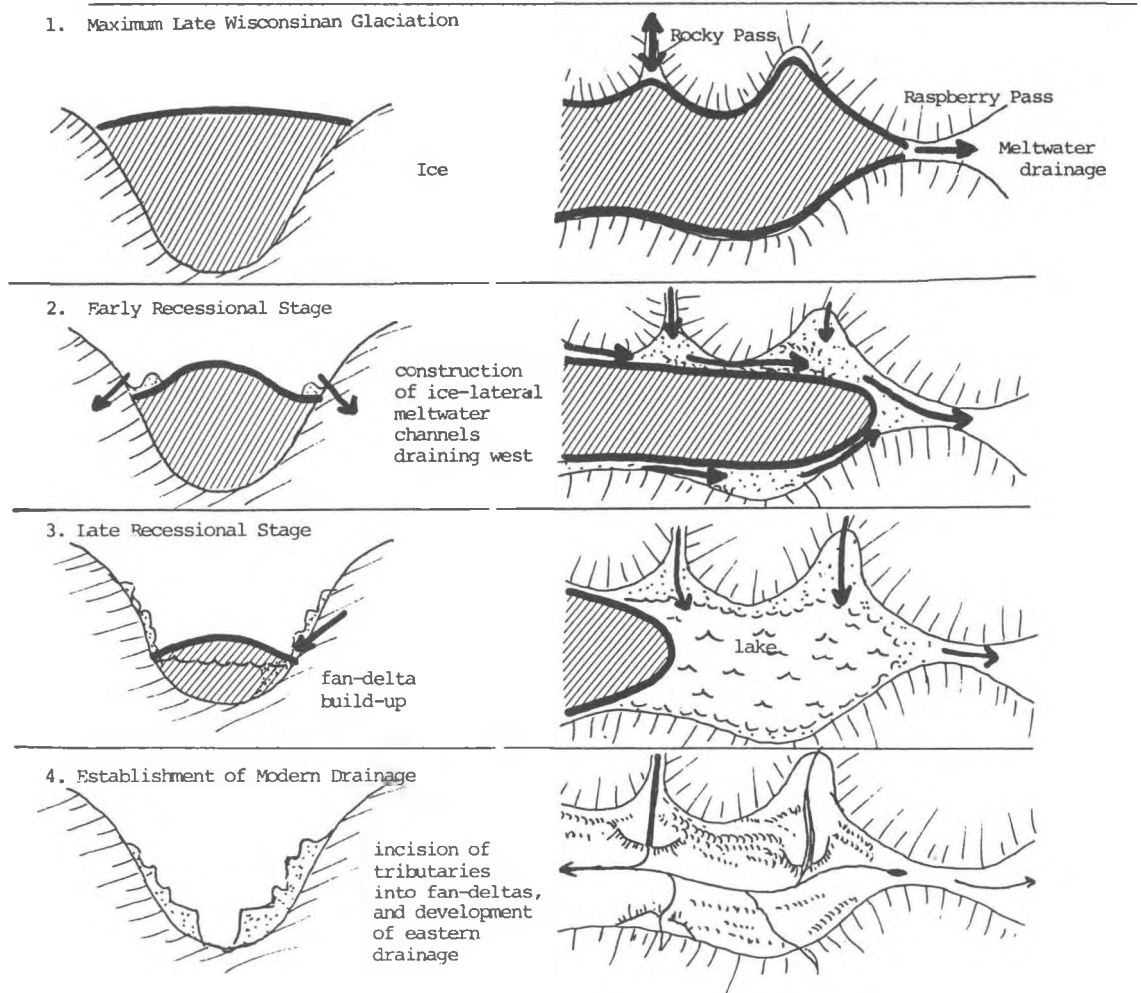 1. Maximum Late Wisconsinan Glaciation
Rocky Pass
Raspberry Pass
Ice
Meltwater
drainage
2. Early Recessional Stage
construction
of ice-lateral
meltwater
channels
draining west
3. Late Recessional Stage
lake
fan-delta
build-up
4. Establishment of Modern Drainage
incision of
tributaries
into fan-deltas,
and development
of eastern
drainage